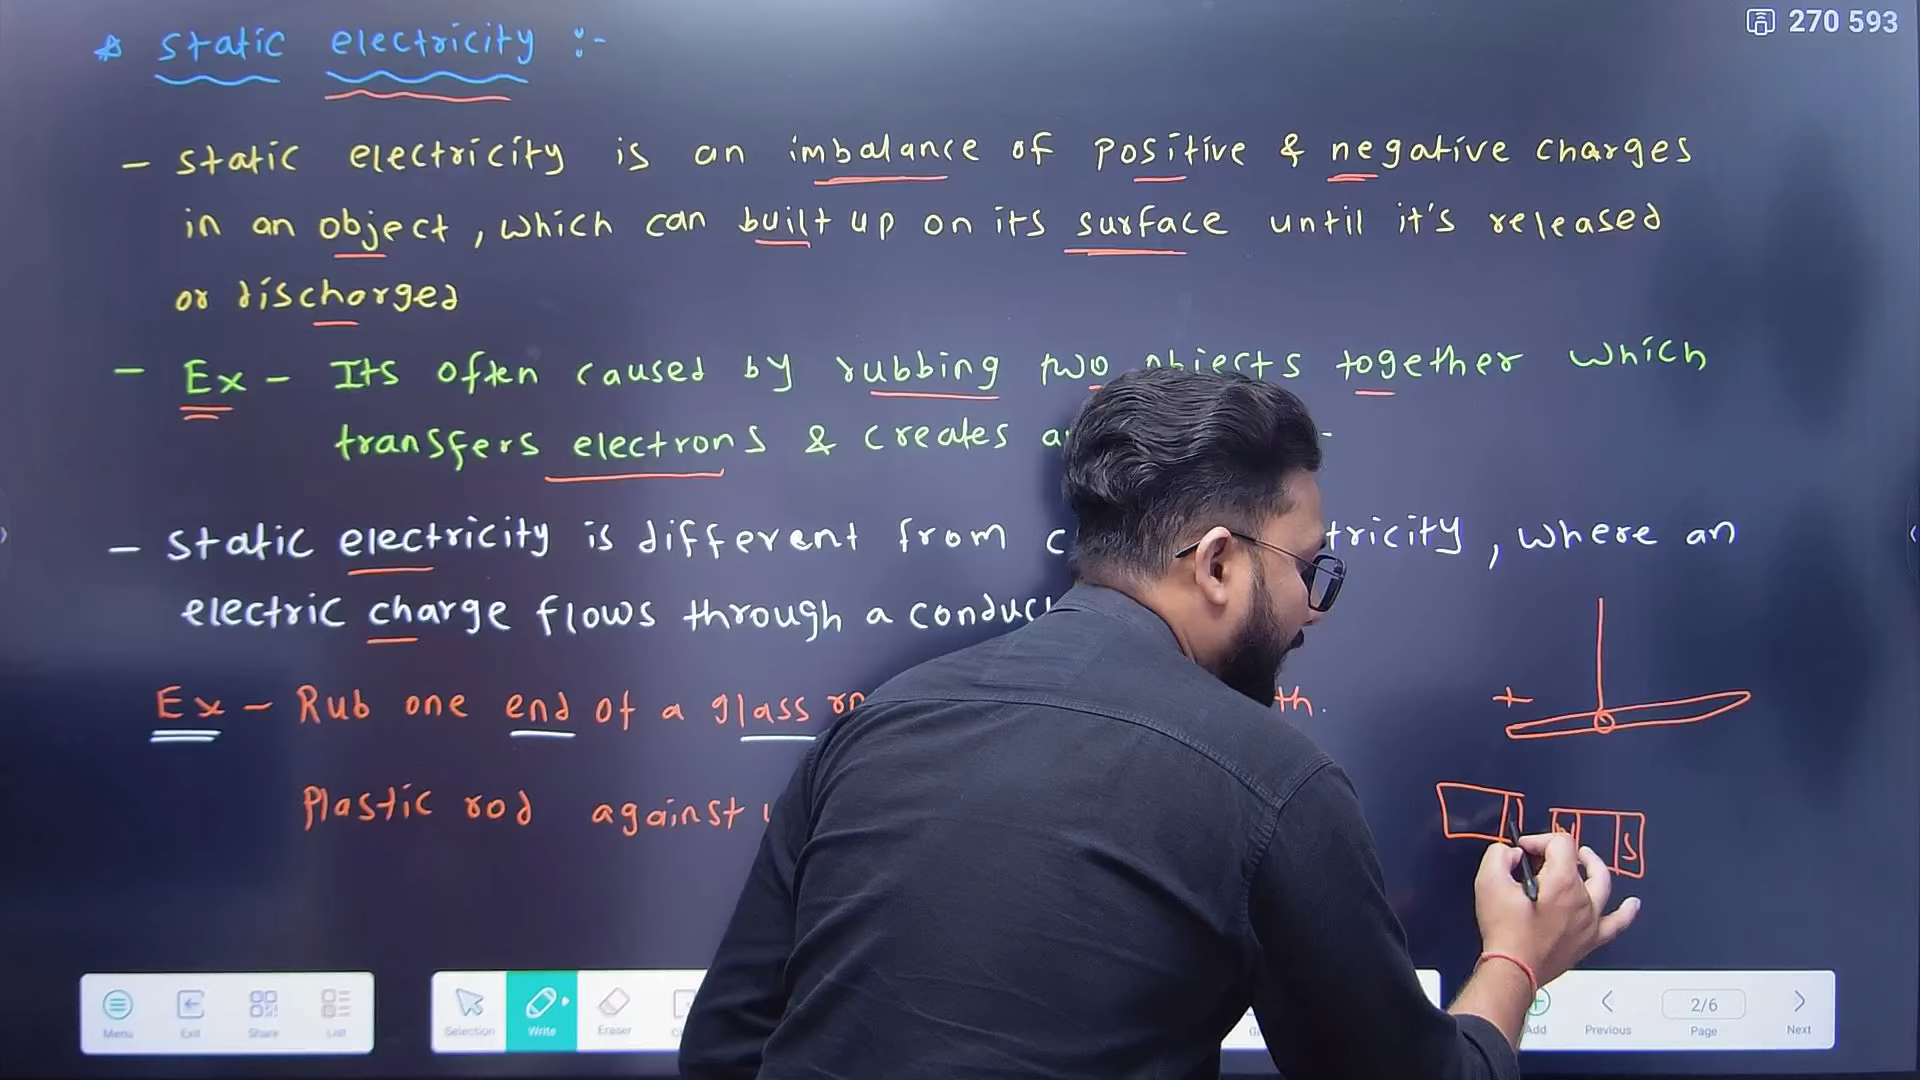 270 593
* static electricity :-
- static electricity is an imbalance of positive & negative charges
in an object, which can built up on its surface until it's released
or discharged
- Ex - Its often caused by rubbing two objects together which
transfers electrons & creates
- static electricity is different from , where an
electric charge flows through a
Ex - Rub one end of a glass
Plastic rod against
+
N S
Menu Exit Share List Selection Write Eraser Add Previous 2/6 Page Next